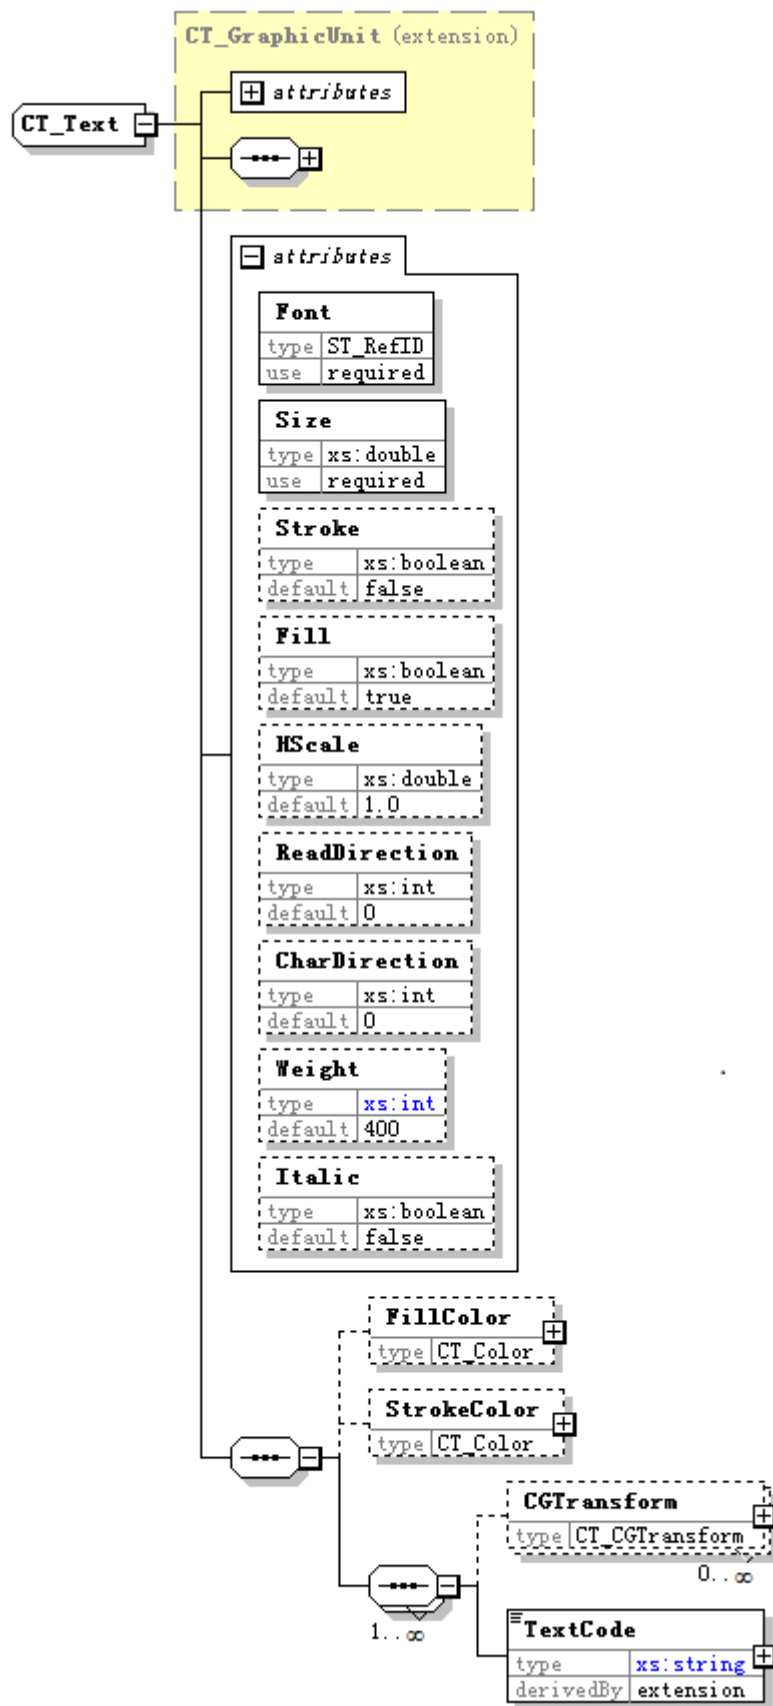 CT_GraphicUnit (extension)
attributes
CT_Text
attributes
Font
type ST_RefID
use required
Size
type xs:double
use required
Stroke
type xs:boolean
default false
Fill
type xs:boolean
default true
HScale
type xs:double
default 1.0
ReadDirection
type xs:int
default 0
CharDirection
type xs:int
default 0
Weight
type xs:int
default 400
Italic
type xs:boolean
default false
FillColor
type CT_Color
StrokeColor
type CT_Color
CGTransform
type CT_CGTransform
0..∞
1..∞
TextCode
type xs:string
derivedBy extension